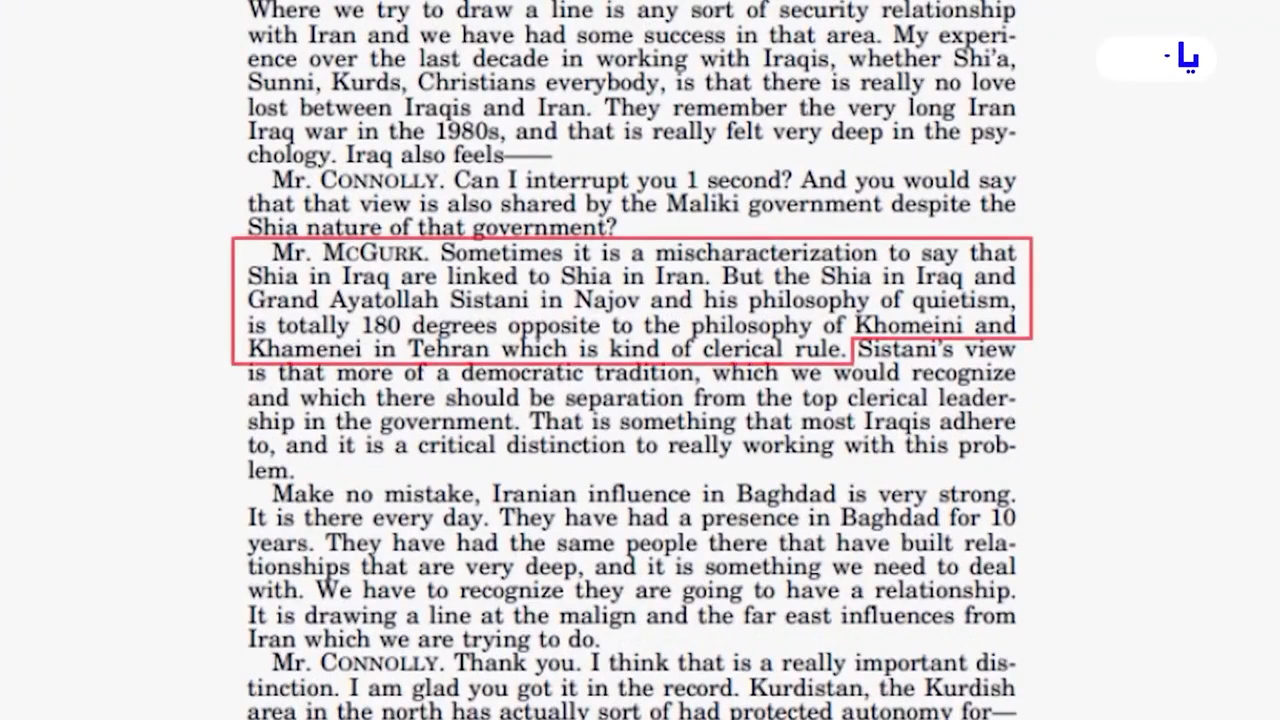 Where we try to draw a line is any sort of security relationship
with Iran and we have had some success in that area. My experi-
ence over the last decade in working with Iraqis, whether Shi'a,
Sunni, Kurds, Christians everybody, is that there is really no love
lost between Iraqis and Iran. They remember the very long Iran
Iraq war in the 1980s, and that is really felt very deep in the psy-
chology. Iraq also feels——
Mr. CONNOLLY. Can I interrupt you 1 second? And you would say
that that view is also shared by the Maliki government despite the
Shia nature of that government?
Mr. MCGURK. Sometimes it is a mischaracterization to say that
Shia in Iraq are linked to Shia in Iran. But the Shia in Iraq and
Grand Ayatollah Sistani in Najov and his philosophy of quietism,
is totally 180 degrees opposite to the philosophy of Khomeini and
Khamenei in Tehran which is kind of clerical rule. Sistani's view
is that more of a democratic tradition, which we would recognize
and which there should be separation from the top clerical leader-
ship in the government. That is something that most Iraqis adhere
to, and it is a critical distinction to really working with this prob-
lem.
Make no mistake, Iranian influence in Baghdad is very strong.
It is there every day. They have had a presence in Baghdad for 10
years. They have had the same people there that have built rela-
tionships that are very deep, and it is something we need to deal
with. We have to recognize they are going to have a relationship.
It is drawing a line at the malign and the far east influences from
Iran which we are trying to do.
Mr. CONNOLLY. Thank you. I think that is a really important dis-
tinction. I am glad you got it in the record. Kurdistan, the Kurdish
area in the north has actually sort of had protected autonomy for—